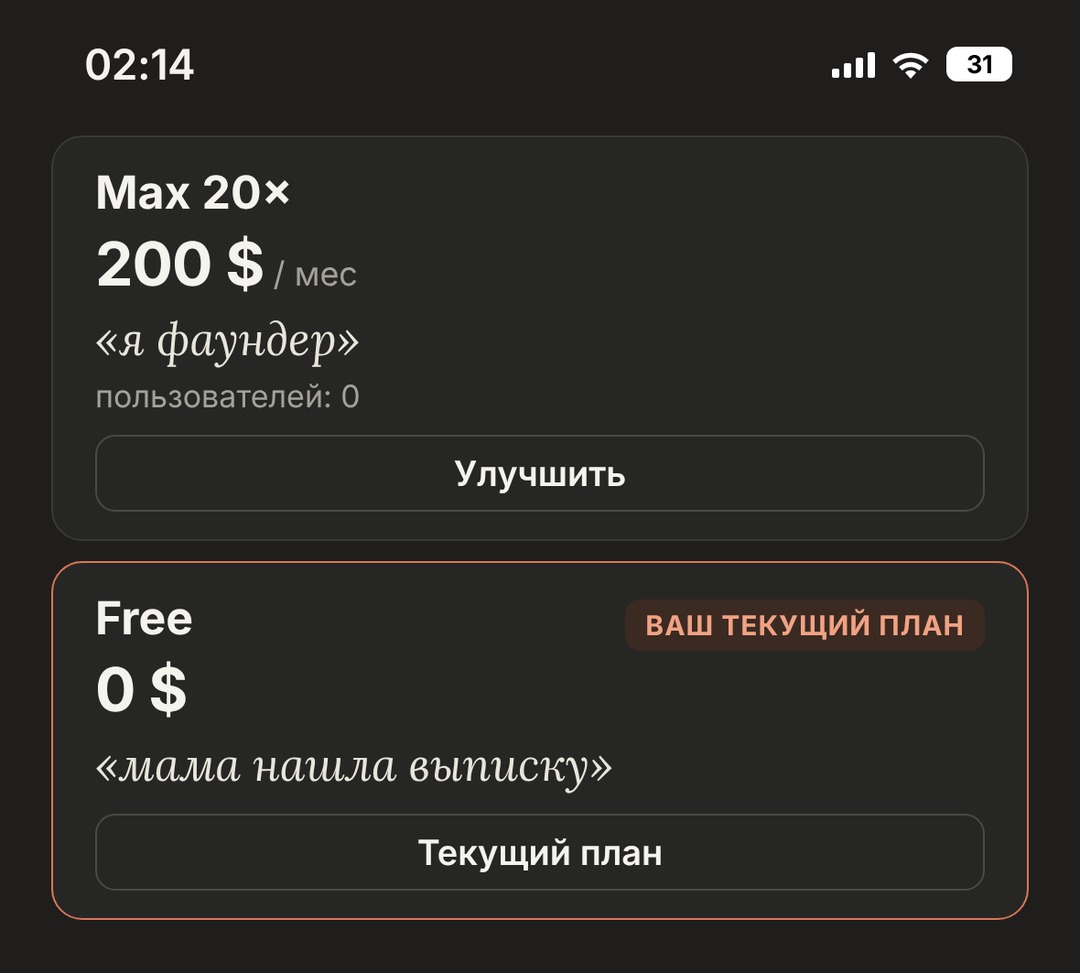 02:14
31
Max 20×
200 $ / мес
«я фаундер»
пользователей: 0
Улучшить
Free
ВАШ ТЕКУЩИЙ ПЛАН
0 $
«мама нашла выписку»
Текущий план